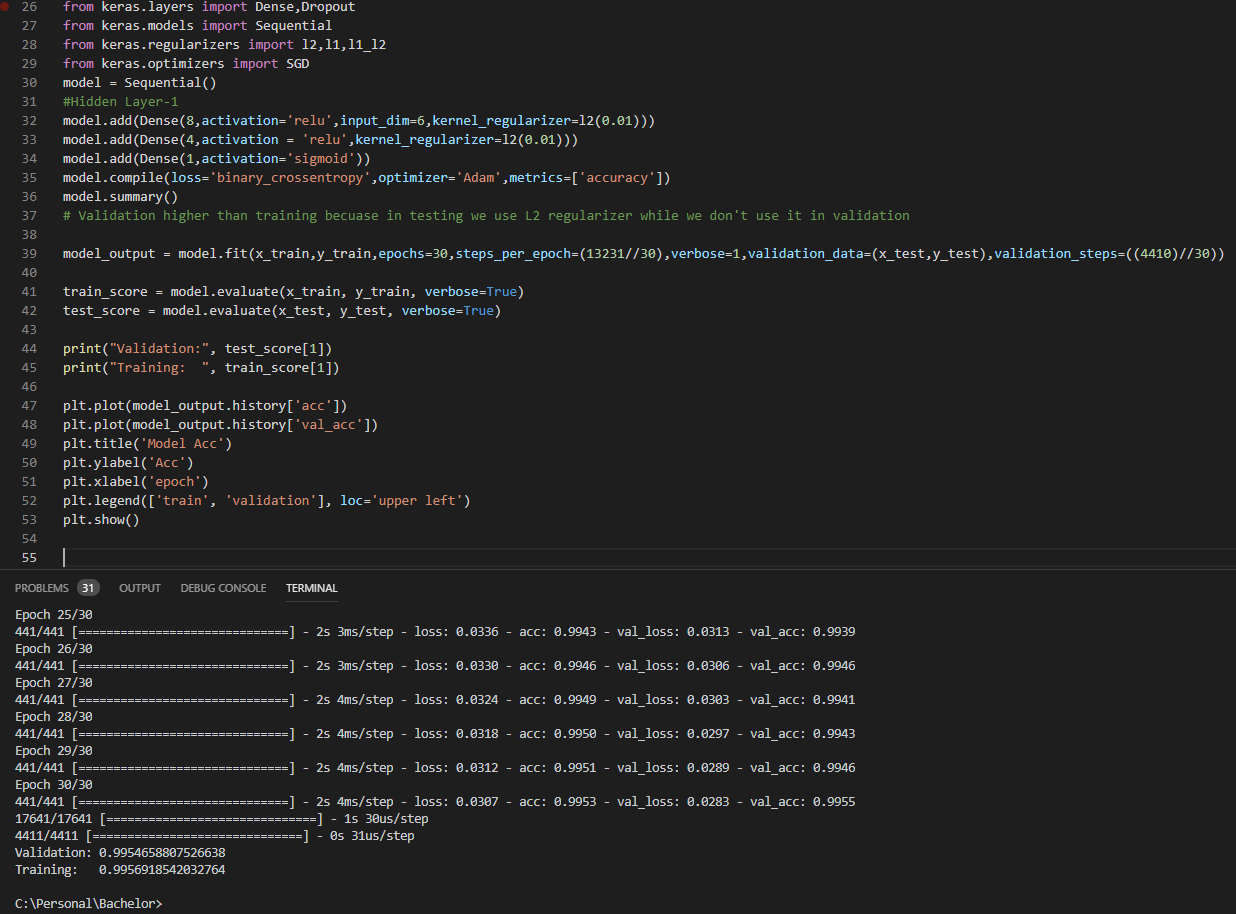 26 from keras.layers import Dense,Dropout
27 from keras.models import Sequential
28 from keras.regularizers import l2,l1,l1_l2
29 from keras.optimizers import SGD
30 model = Sequential()
31 #Hidden Layer-1
32 model.add(Dense(8,activation='relu',input_dim=6,kernel_regularizer=l2(0.01)))
33 model.add(Dense(4,activation = 'relu',kernel_regularizer=l2(0.01)))
34 model.add(Dense(1,activation='sigmoid'))
35 model.compile(loss='binary_crossentropy',optimizer='Adam',metrics=['accuracy'])
36 model.summary()
37 # Validation higher than training becuase in testing we use L2 regularizer while we don't use it in validation
38
39 model_output = model.fit(x_train,y_train,epochs=30,steps_per_epoch=(13231//30),verbose=1,validation_data=(x_test,y_test),validation_steps=((4410)//30))
40
41 train_score = model.evaluate(x_train, y_train, verbose=True)
42 test_score = model.evaluate(x_test, y_test, verbose=True)
43
44 print("Validation:", test_score[1])
45 print("Training:  ", train_score[1])
46
47 plt.plot(model_output.history['acc'])
48 plt.plot(model_output.history['val_acc'])
49 plt.title('Model Acc')
50 plt.ylabel('Acc')
51 plt.xlabel('epoch')
52 plt.legend(['train', 'validation'], loc='upper left')
53 plt.show()
54
55
PROBLEMS 31 OUTPUT DEBUG CONSOLE TERMINAL
Epoch 25/30
441/441 [==============================] - 2s 3ms/step - loss: 0.0336 - acc: 0.9943 - val_loss: 0.0313 - val_acc: 0.9939
Epoch 26/30
441/441 [==============================] - 2s 3ms/step - loss: 0.0330 - acc: 0.9946 - val_loss: 0.0306 - val_acc: 0.9946
Epoch 27/30
441/441 [==============================] - 2s 4ms/step - loss: 0.0324 - acc: 0.9949 - val_loss: 0.0303 - val_acc: 0.9941
Epoch 28/30
441/441 [==============================] - 2s 4ms/step - loss: 0.0318 - acc: 0.9950 - val_loss: 0.0297 - val_acc: 0.9943
Epoch 29/30
441/441 [==============================] - 2s 4ms/step - loss: 0.0312 - acc: 0.9951 - val_loss: 0.0289 - val_acc: 0.9946
Epoch 30/30
441/441 [==============================] - 2s 4ms/step - loss: 0.0307 - acc: 0.9953 - val_loss: 0.0283 - val_acc: 0.9955
17641/17641 [==============================] - 1s 30us/step
4411/4411 [==============================] - 0s 31us/step
Validation: 0.9954658807526638
Training:   0.9956918542032764
C:\Personal\Bachelor>